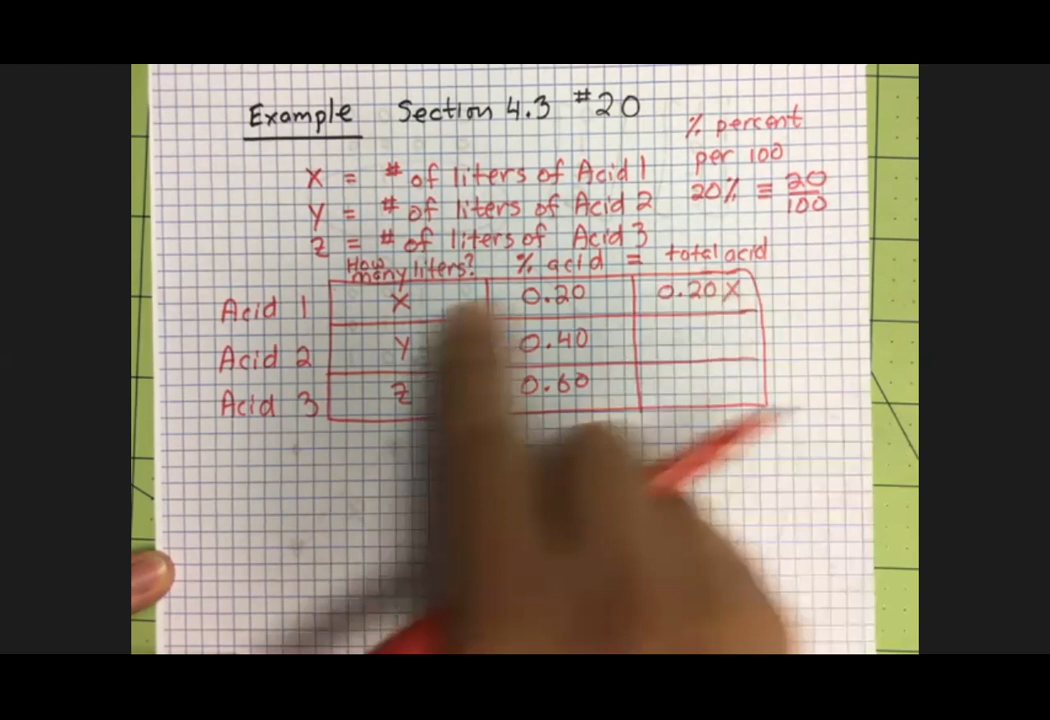 Example Section 4.3 #20
% percent
per 100
20% = 20/100
X = # of liters of Acid 1
Y = # of liters of Acid 2
Z = # of liters of Acid 3
How many liters? % acid = total acid
Acid 1 X 0.20 0.20X
Acid 2 Y 0.40
Acid 3 Z 0.60